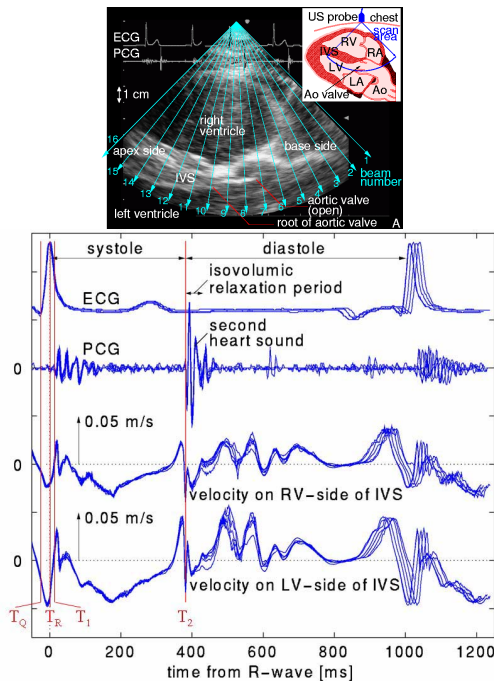 ECG
PCG
1 cm
right
ventricle
16
apex side
15
14
13
12
11
10
9
8
7
6
5
4
3
2
1
beam
number
base side
IVS
left ventricle
aortic valve
(open)
root of aortic valve
A
US probe
chest
scan
area
RV
IVS
RA
LV
LA
Ao
Ao valve
systole
diastole
isovolumic
relaxation period
ECG
second
heart sound
PCG
0
0.05 m/s
0
velocity on RV-side of IVS
0.05 m/s
0
velocity on LV-side of IVS
TQ TR T1 T2
0 200 400 600 800 1000 1200
time from R-wave [ms]